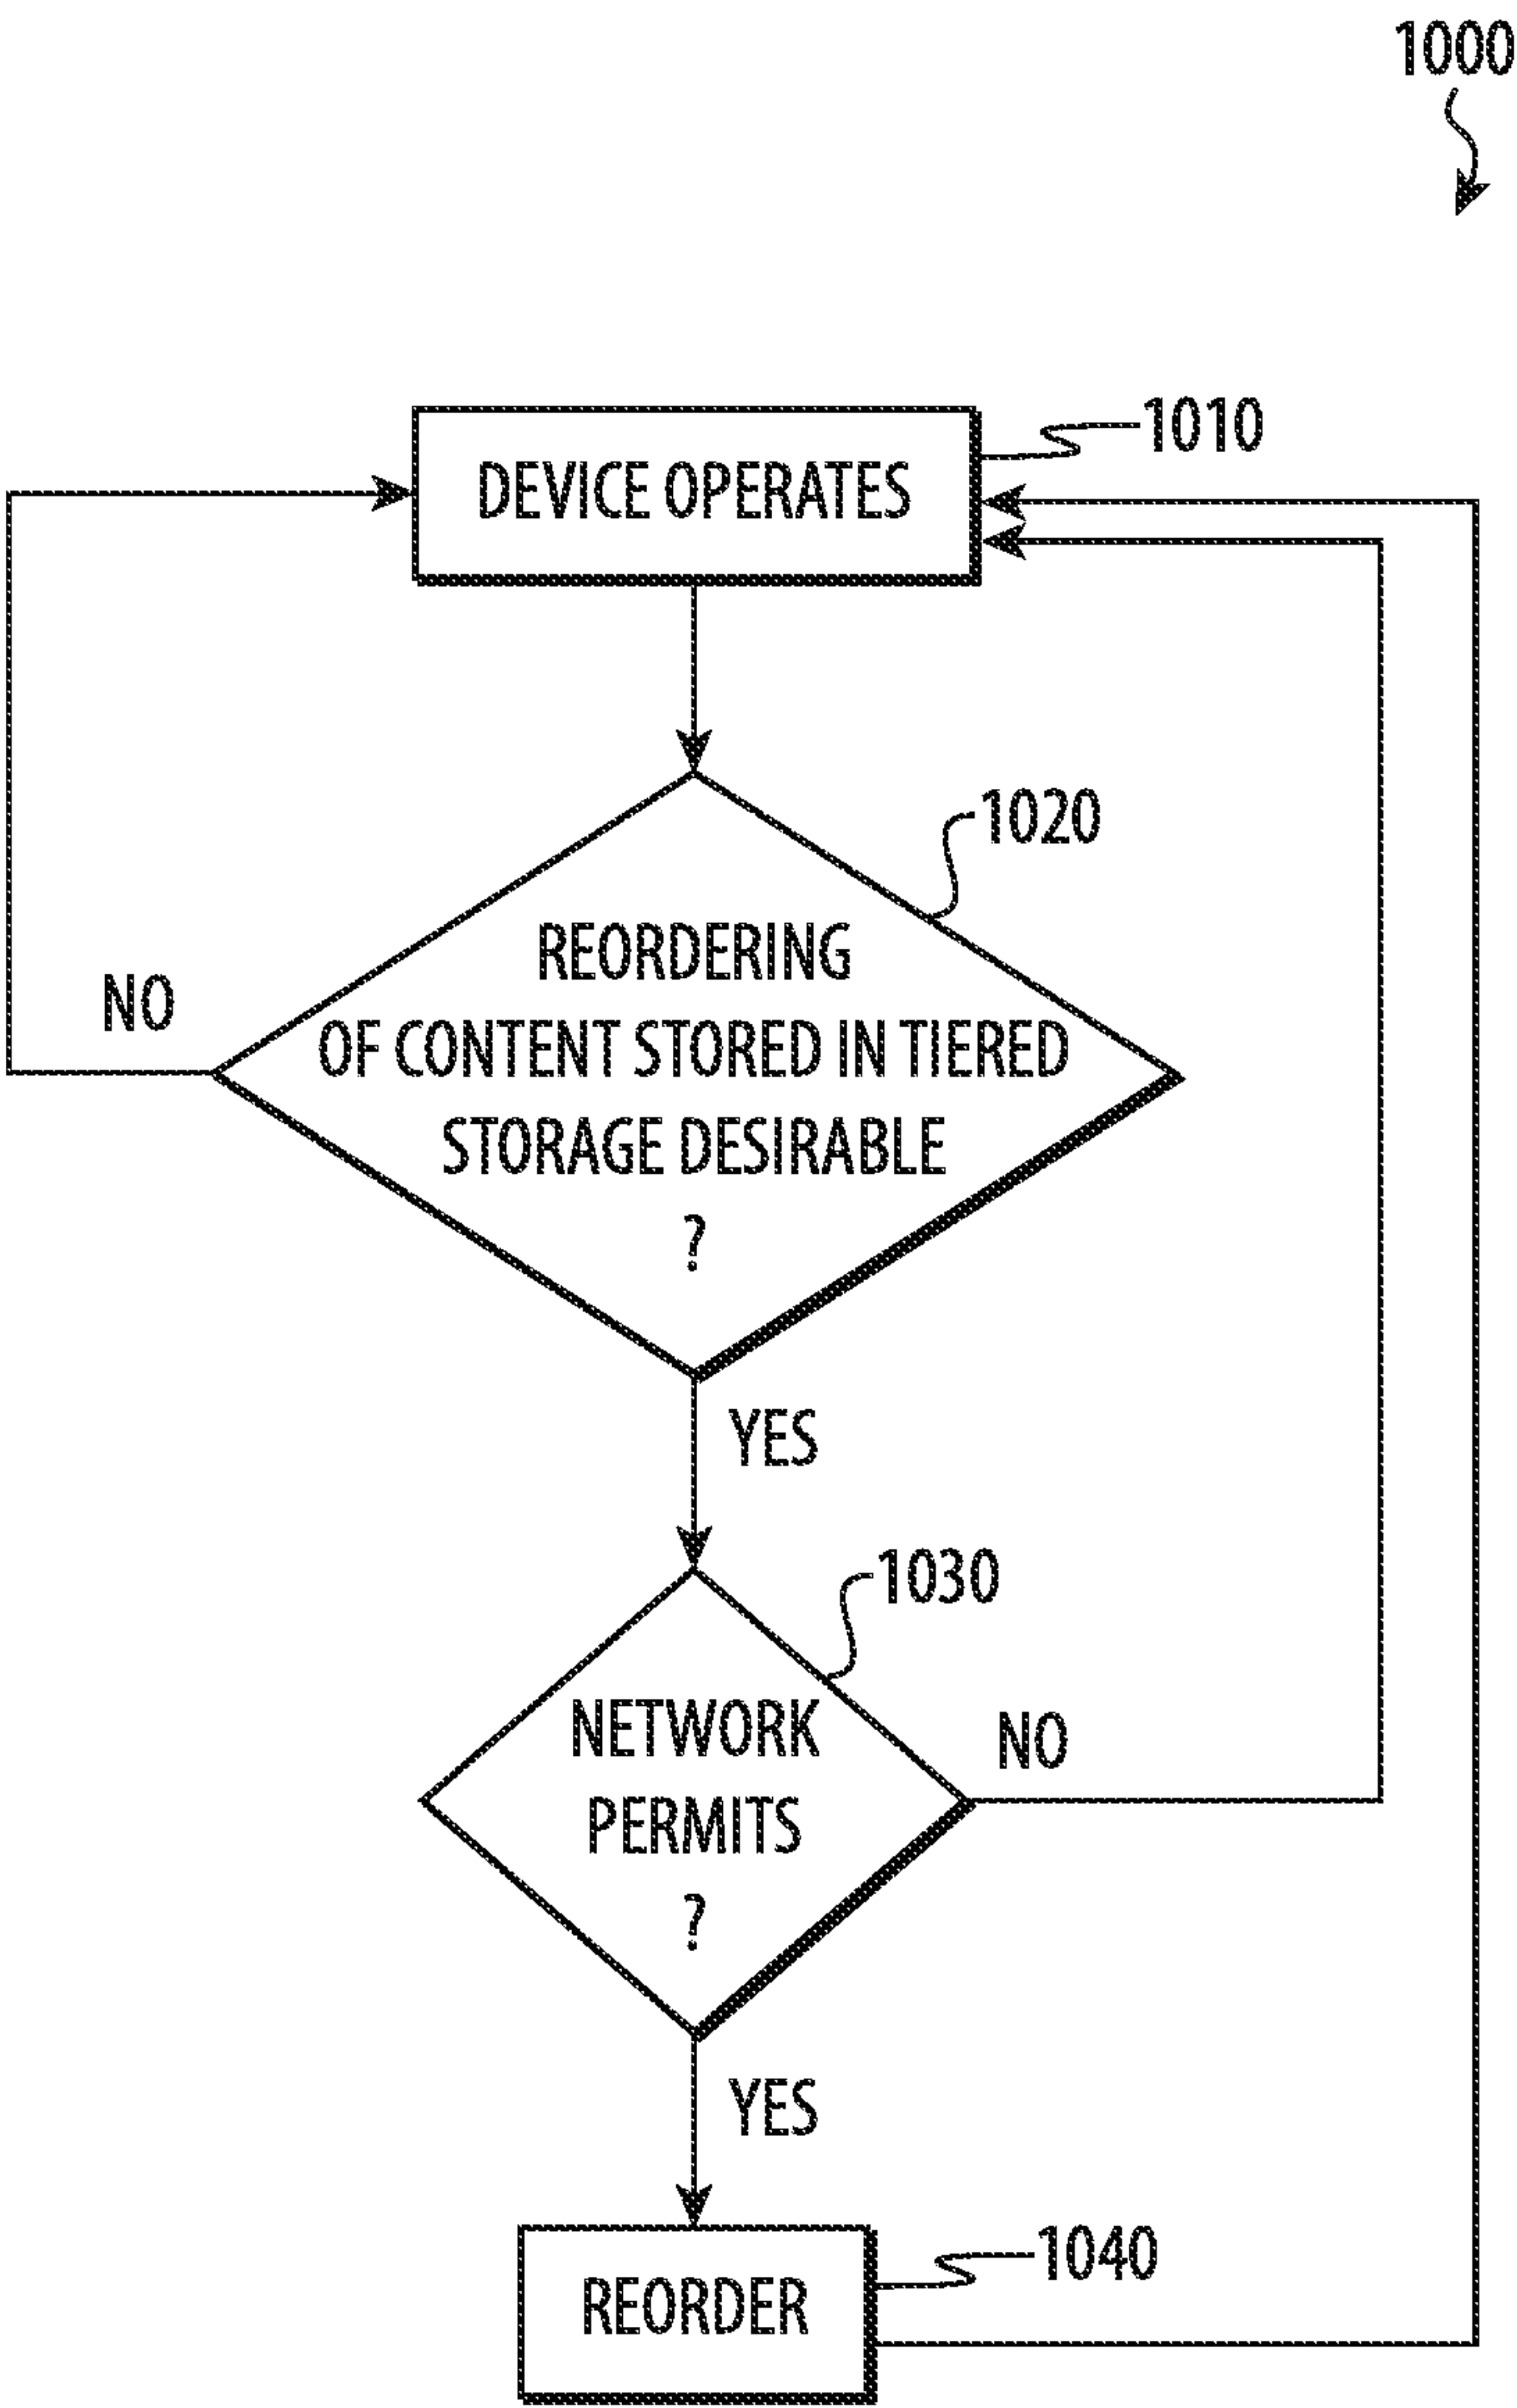 1000
DEVICE OPERATES
1010
1020
REORDERING
OF CONTENT STORED IN TIERED
STORAGE DESIRABLE
?
NO
YES
1030
NETWORK
PERMITS
?
NO
YES
REORDER
1040